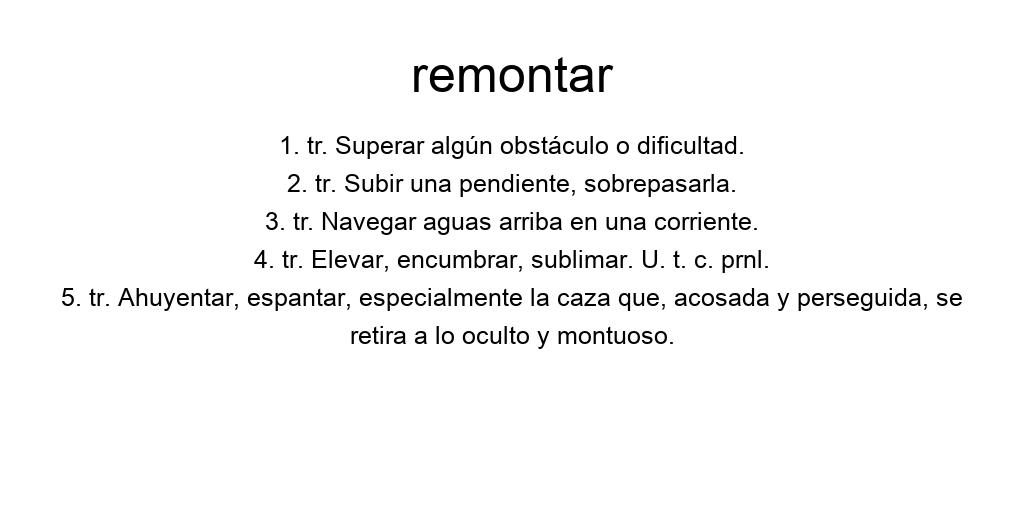 remontar
1. tr. Superar algún obstáculo o dificultad.
2. tr. Subir una pendiente, sobrepasarla.
3. tr. Navegar aguas arriba en una corriente.
4. tr. Elevar, encumbrar, sublimar. U. t. c. prnl.
5. tr. Ahuyentar, espantar, especialmente la caza que, acosada y perseguida, se
retira a lo oculto y montuoso.